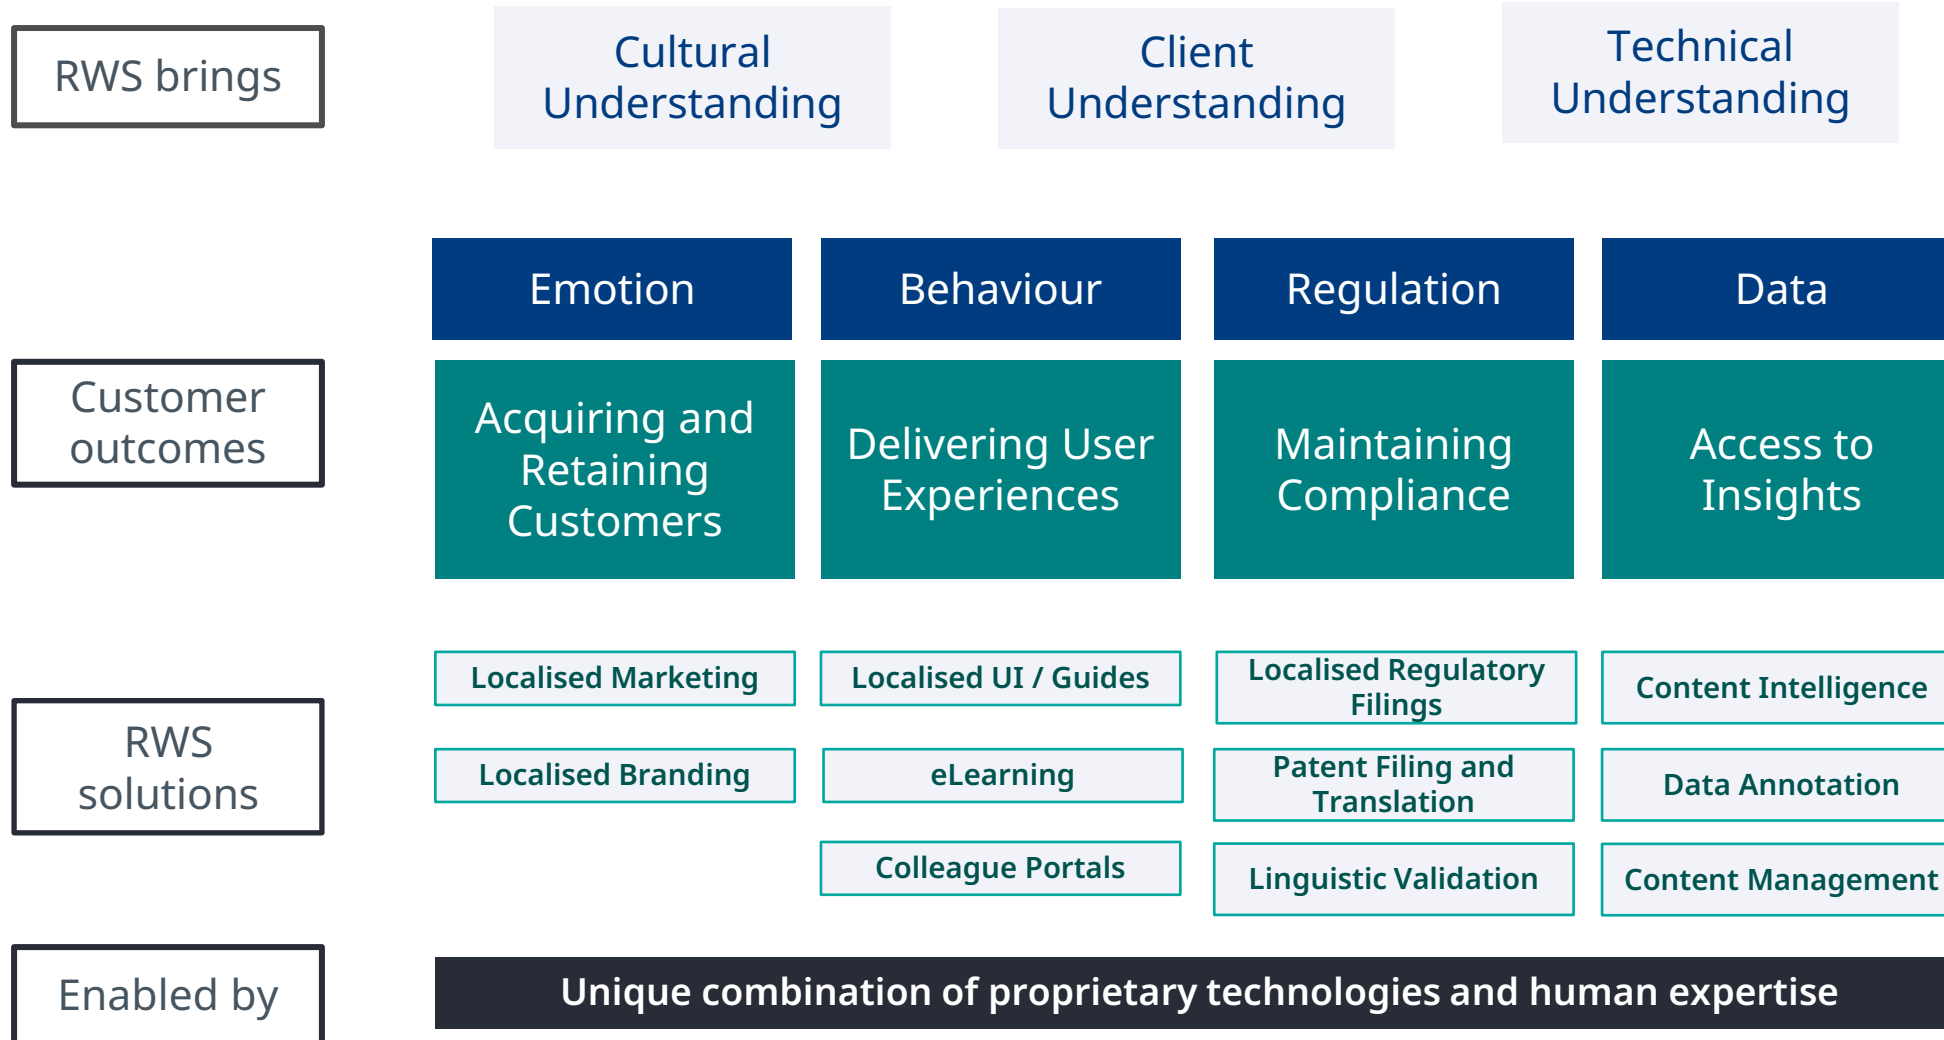 RWS brings
Cultural
Understanding
Client
Understanding
Technical
Understanding
Emotion
Behaviour
Regulation
Data
Customer
outcomes
Acquiring and
Retaining
Customers
Delivering User
Experiences
Maintaining
Compliance
Access to
Insights
RWS
solutions
Localised Marketing
Localised UI / Guides
Localised Regulatory
Filings
Content Intelligence
Localised Branding
eLearning
Patent Filing and
Translation
Data Annotation
Colleague Portals
Linguistic Validation
Content Management
Enabled by
Unique combination of proprietary technologies and human expertise